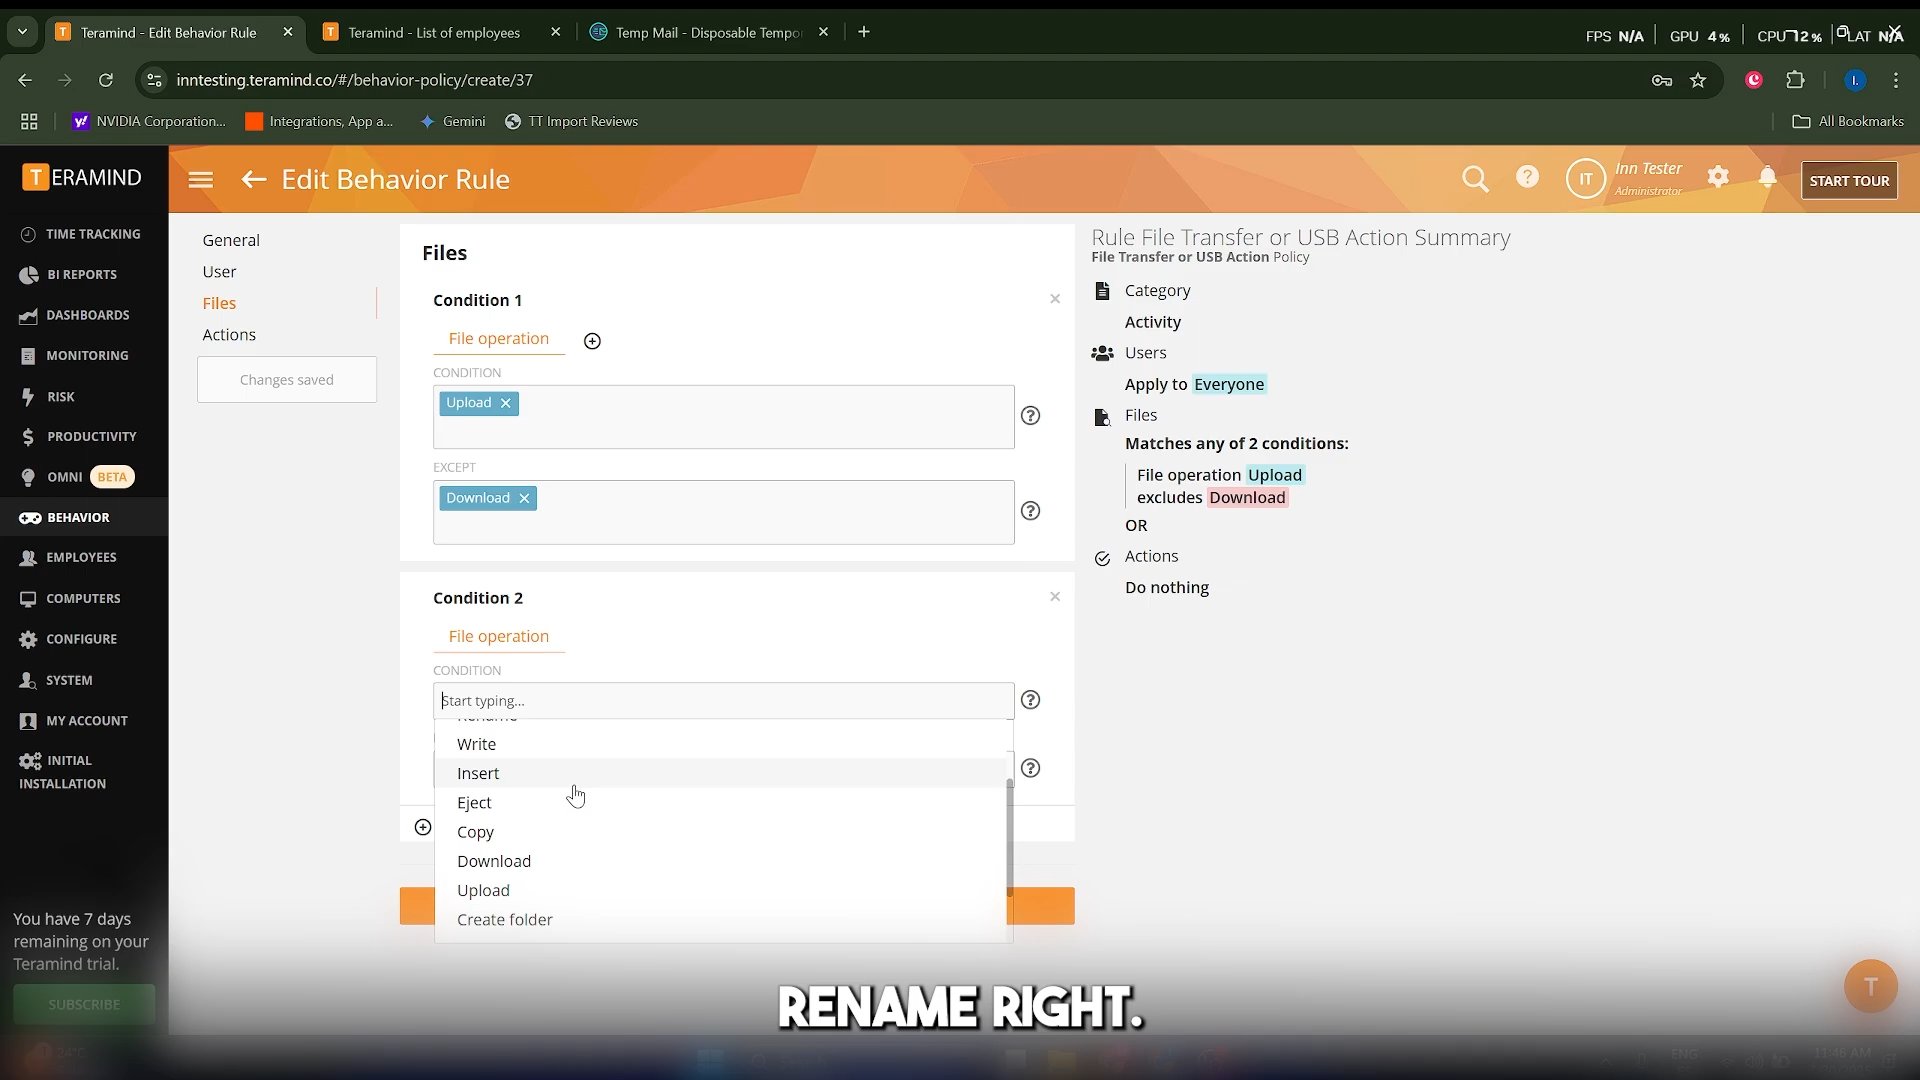 Teramind - Edit Behavior Rule
Teramind - List of employees
Temp Mail - Disposable Tempo
FPS N/A
GPU 4%
CPU 12%
LAT N/A
inntesting.teramind.co/#/behavior-policy/create/37
NVIDIA Corporation...
Integrations, App a...
Gemini
TT Import Reviews
All Bookmarks
TERAMIND
Edit Behavior Rule
IT
Inn Tester
Administrator
START TOUR
TIME TRACKING
BI REPORTS
DASHBOARDS
MONITORING
RISK
PRODUCTIVITY
OMNI BETA
BEHAVIOR
EMPLOYEES
COMPUTERS
CONFIGURE
SYSTEM
MY ACCOUNT
INITIAL
INSTALLATION
You have 7 days
remaining on your
Teramind trial.
SUBSCRIBE
General
User
Files
Actions
Changes saved
Files
Condition 1
File operation
CONDITION
Upload
EXCEPT
Download
Condition 2
File operation
CONDITION
Start typing...
Rename
Write
Insert
Eject
Copy
Download
Upload
Create folder
Rule File Transfer or USB Action Summary
File Transfer or USB Action Policy
Category
Activity
Users
Apply to Everyone
Files
Matches any of 2 conditions:
File operation Upload
excludes Download
OR
Actions
Do nothing
T
RENAME RIGHT.
24°C
ENG
11:46 AM